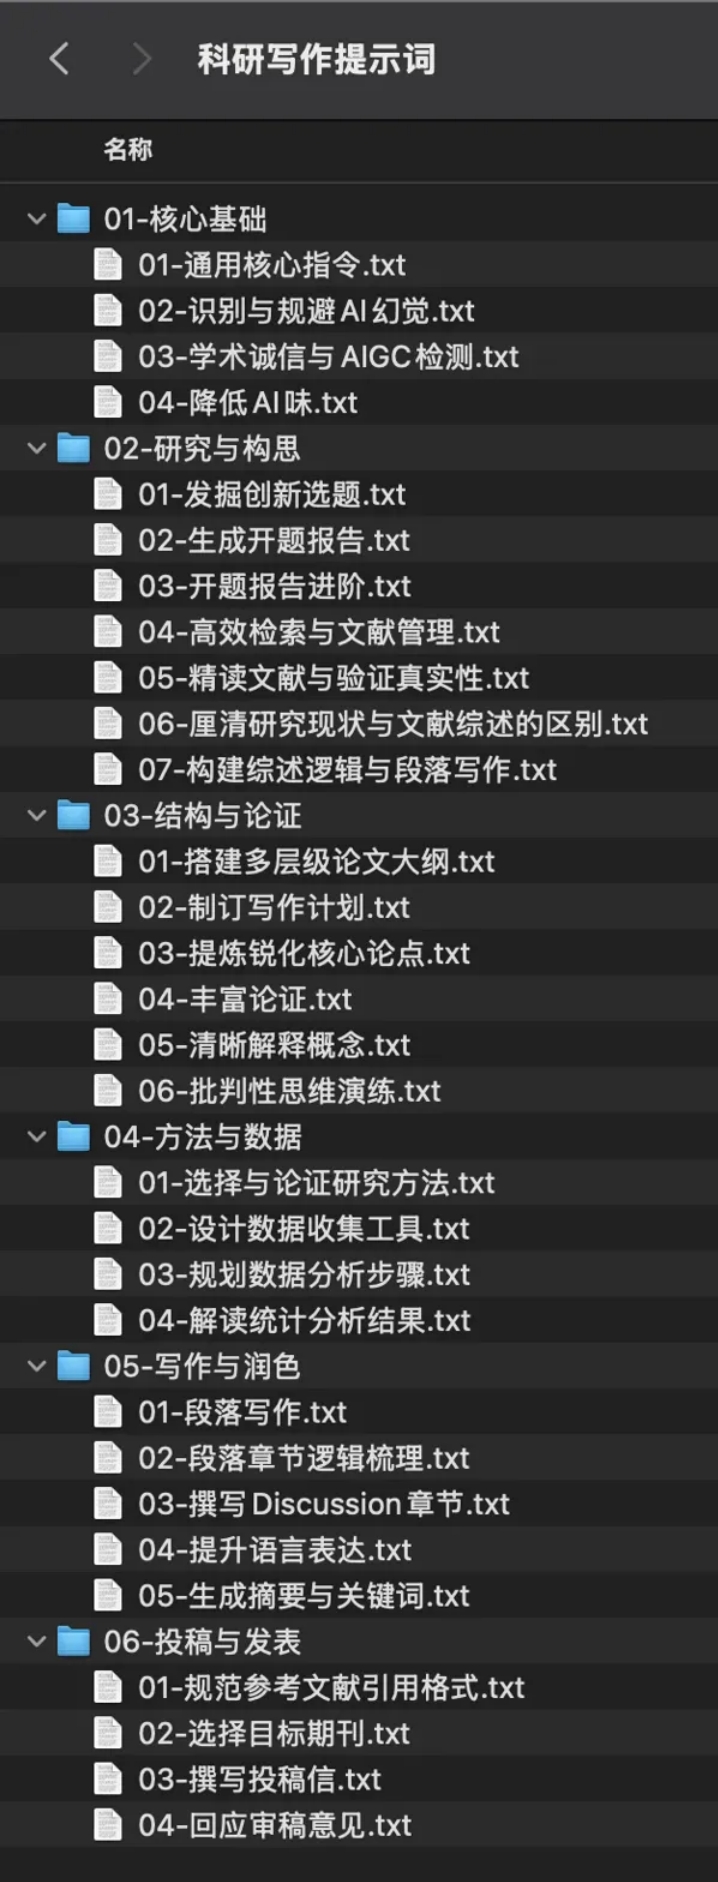 科研写作提示词
名称
01-核心基础
01-通用核心指令.txt
02-识别与规避AI幻觉.txt
03-学术诚信与AIGC检测.txt
04-降低AI味.txt
02-研究与构思
01-发掘创新选题.txt
02-生成开题报告.txt
03-开题报告进阶.txt
04-高效检索与文献管理.txt
05-精读文献与验证真实性.txt
06-厘清研究现状与文献综述的区别.txt
07-构建综述逻辑与段落写作.txt
03-结构与论证
01-搭建多层级论文大纲.txt
02-制订写作计划.txt
03-提炼锐化核心论点.txt
04-丰富论证.txt
05-清晰解释概念.txt
06-批判性思维演练.txt
04-方法与数据
01-选择与论证研究方法.txt
02-设计数据收集工具.txt
03-规划数据分析步骤.txt
04-解读统计分析结果.txt
05-写作与润色
01-段落写作.txt
02-段落章节逻辑梳理.txt
03-撰写Discussion章节.txt
04-提升语言表达.txt
05-生成摘要与关键词.txt
06-投稿与发表
01-规范参考文献引用格式.txt
02-选择目标期刊.txt
03-撰写投稿信.txt
04-回应审稿意见.txt